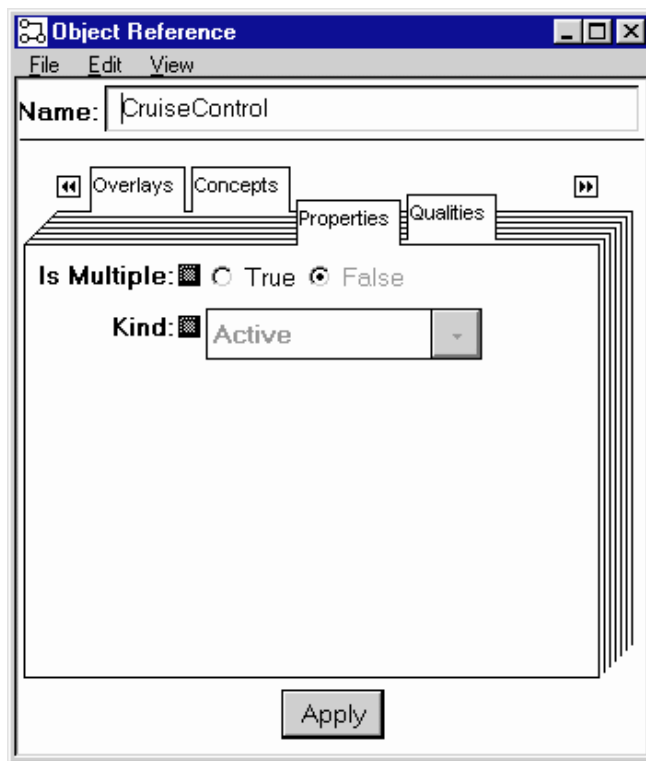 Object Reference
File Edit View
Name: CruiseControl
Overlays Concepts
Properties Qualities
Is Multiple: True False
Kind: Active
Apply